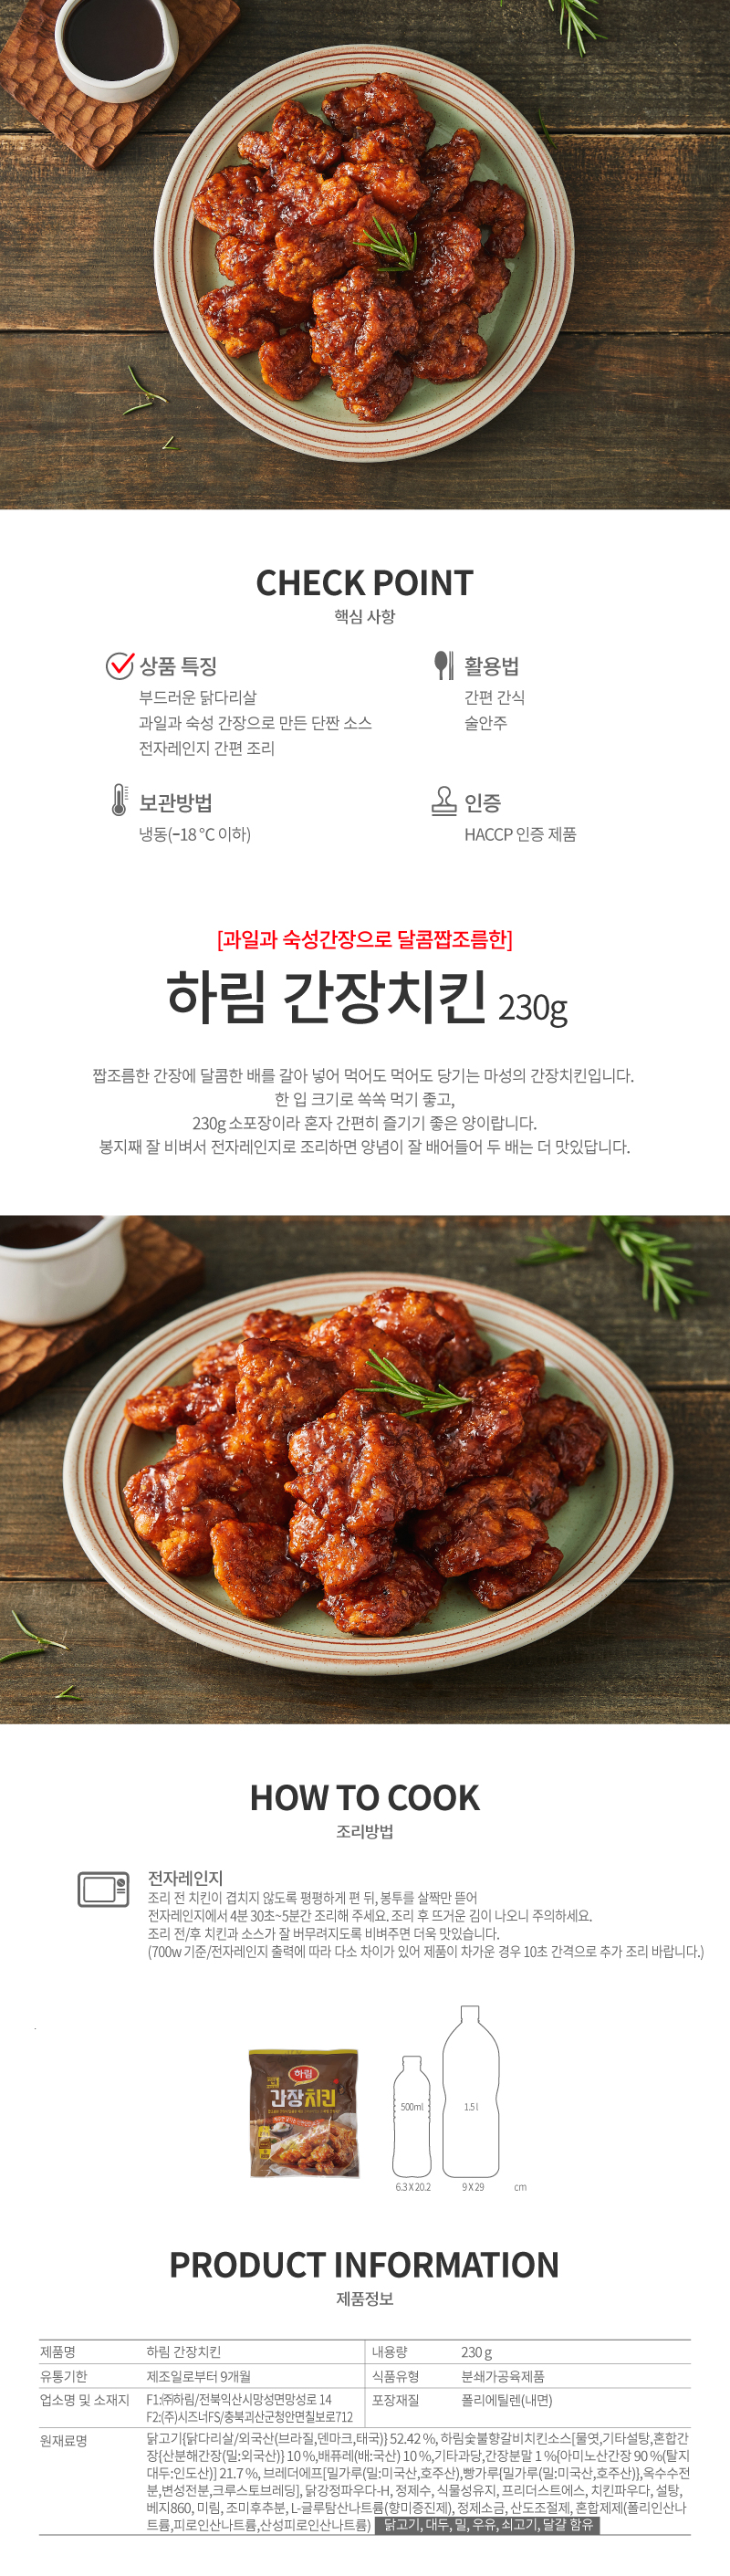 CHECK POINT
핵심 사항
상품 특징
부드러운 닭다리살
과일과 숙성 간장으로 만든 단짠 소스
전자레인지 간편 조리
활용법
간편 간식
술안주
보관방법
냉동(-18 °C 이하)
인증
HACCP 인증 제품
[과일과 숙성간장으로 달콤짭조름한]
하림 간장치킨 230g
짭조름한 간장에 달콤한 배를 갈아 넣어 먹어도 먹어도 당기는 마성의 간장치킨입니다.
한 입 크기로 쏙쏙 먹기 좋고,
230g 소포장이라 혼자 간편히 즐기기 좋은 양이랍니다.
봉지째 잘 비벼서 전자레인지로 조리하면 양념이 잘 배어들어 두 배는 더 맛있답니다.
HOW TO COOK
조리방법
전자레인지
조리 전 치킨이 겹치지 않도록 평평하게 편 뒤, 봉투를 살짝만 뜯어
전자레인지에서 4분 30초~5분간 조리해 주세요. 조리 후 뜨거운 김이 나오니 주의하세요.
조리 전/후 치킨과 소스가 잘 버무려지도록 비벼주면 더욱 맛있습니다.
(700w 기준/전자레인지 출력에 따라 다소 차이가 있어 제품이 차가운 경우 10초 간격으로 추가 조리 바랍니다.)
하림
간장치킨
500ml
1.5 l
6.3 X 20.2
9 X 29
cm
PRODUCT INFORMATION
제품정보
제품명 하림 간장치킨 내용량 230 g
유통기한 제조일로부터 9개월 식품유형 분쇄가공육제품
업소명 및 소재지 F1:㈜하림/전북익산시망성면망성로 14 포장재질 폴리에틸렌(내면)
F2:(주)시즈너FS/충북괴산군청안면칠보로712
원재료명 닭고기{닭다리살/외국산(브라질,덴마크,태국)} 52.42 %, 하림숯불향갈비치킨소스[물엿,기타설탕,혼합간
장{산분해간장(밀:외국산)} 10 %,배퓨레(배:국산) 10 %,기타과당,간장분말 1 %{아미노산간장 90 %(탈지
대두:인도산)] 21.7 %, 브레더에프[밀가루(밀:미국산,호주산),빵가루{밀가루(밀:미국산,호주산)},옥수수전
분,변성전분,크루스토브레딩], 닭강정파우다-H, 정제수, 식물성유지, 프리더스트에스, 치킨파우다, 설탕,
베지860, 미림, 조미후추분, L-글루탐산나트륨(향미증진제), 정제소금, 산도조절제, 혼합제제(폴리인산나
트륨,피로인산나트륨,산성피로인산나트륨) 닭고기, 대두, 밀, 우유, 쇠고기, 달걀 함유